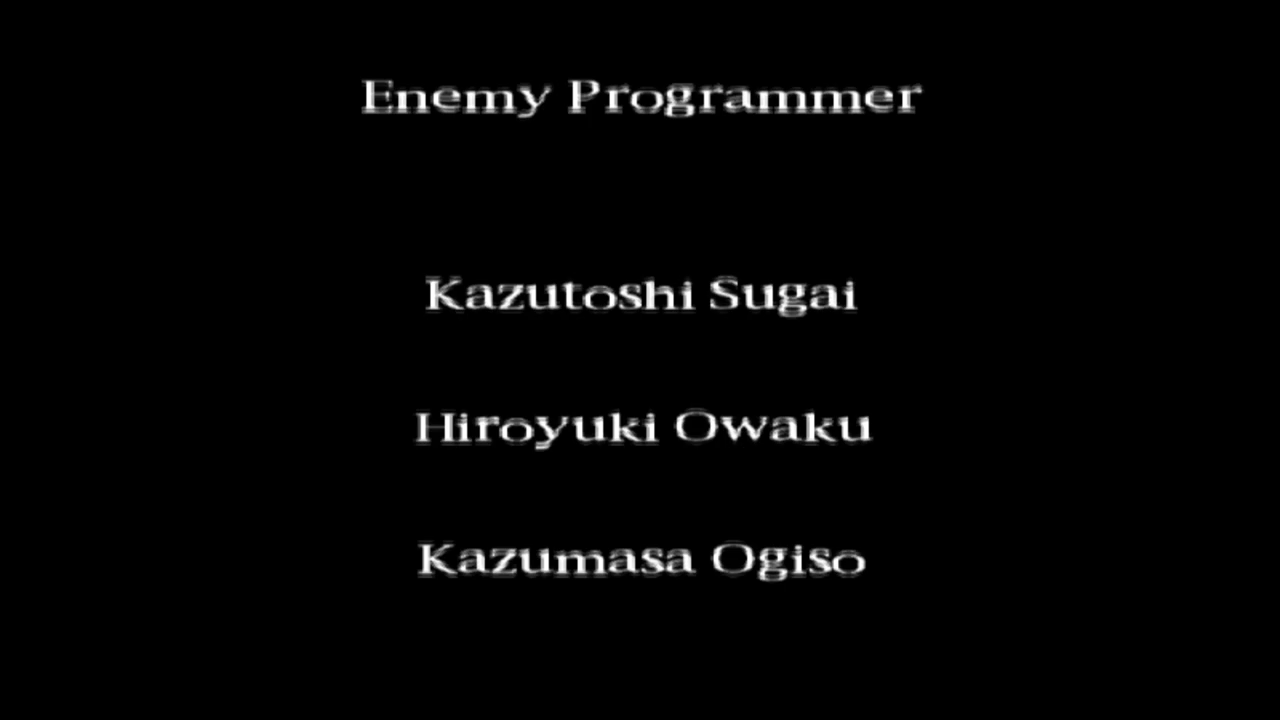 Enemy Programmer
Kazutoshi Sugai
Hiroyuki Owaku
Kazumasa Ogiso